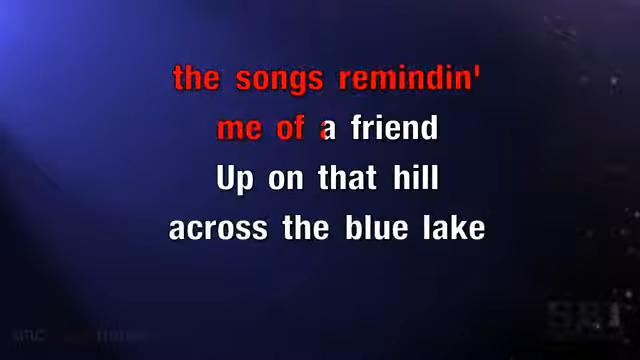 the songs remindin'
me of a friend
Up on that hill
across the blue lake